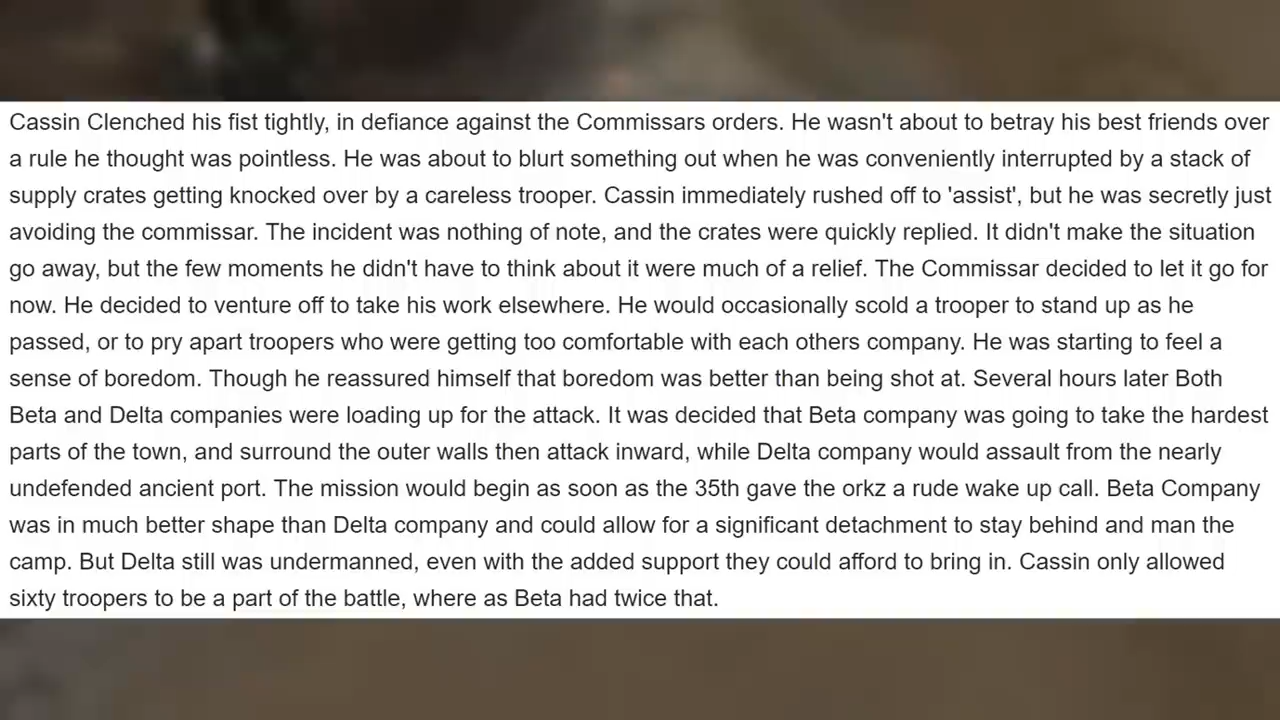 Cassin Clenched his fist tightly, in defiance against the Commissars orders. He wasn't about to betray his best friends over
a rule he thought was pointless. He was about to blurt something out when he was conveniently interrupted by a stack of
supply crates getting knocked over by a careless trooper. Cassin immediately rushed off to 'assist', but he was secretly just
avoiding the commissar. The incident was nothing of note, and the crates were quickly replied. It didn't make the situation
go away, but the few moments he didn't have to think about it were much of a relief. The Commissar decided to let it go for
now. He decided to venture off to take his work elsewhere. He would occasionally scold a trooper to stand up as he
passed, or to pry apart troopers who were getting too comfortable with each others company. He was starting to feel a
sense of boredom. Though he reassured himself that boredom was better than being shot at. Several hours later Both
Beta and Delta companies were loading up for the attack. It was decided that Beta company was going to take the hardest
parts of the town, and surround the outer walls then attack inward, while Delta company would assault from the nearly
undefended ancient port. The mission would begin as soon as the 35th gave the orkz a rude wake up call. Beta Company
was in much better shape than Delta company and could allow for a significant detachment to stay behind and man the
camp. But Delta still was undermanned, even with the added support they could afford to bring in. Cassin only allowed
sixty troopers to be a part of the battle, where as Beta had twice that.